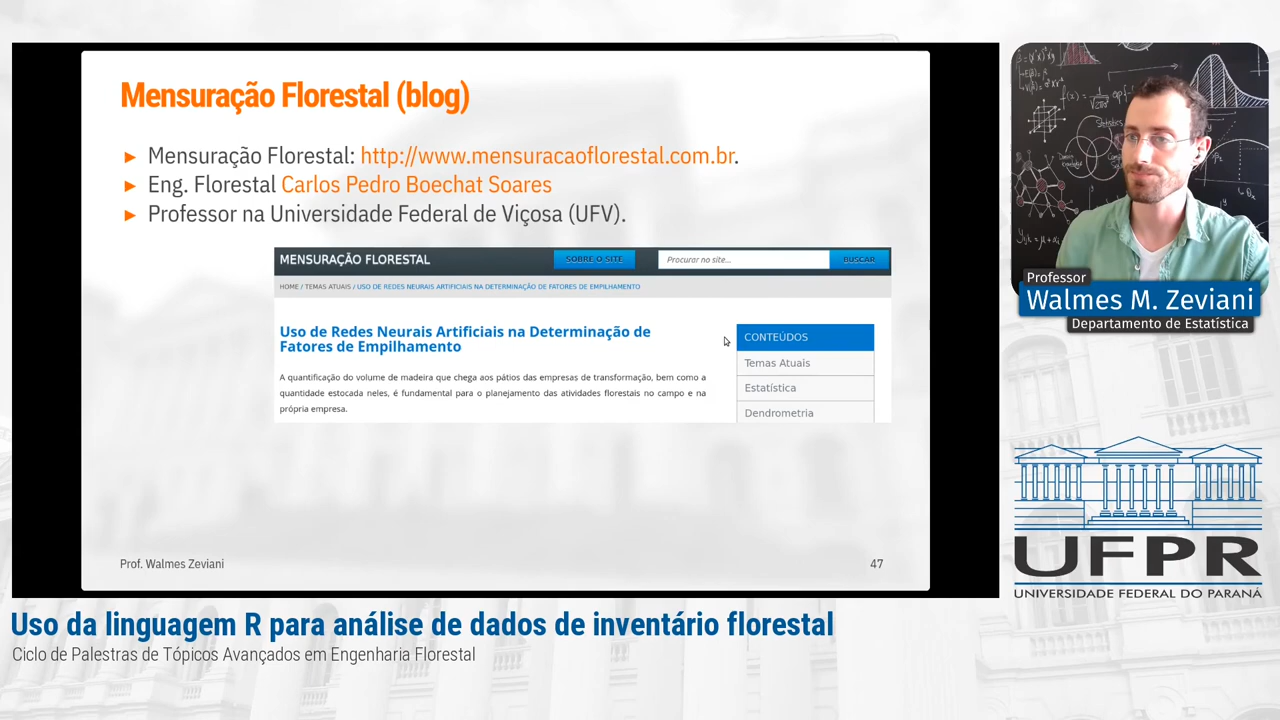 Mensuração Florestal (blog)
► Mensuração Florestal: http://www.mensuracaoflorestal.com.br.
► Eng. Florestal Carlos Pedro Boechat Soares
► Professor na Universidade Federal de Viçosa (UFV).
MENSURAÇÃO FLORESTAL
SOBRE O SITE
Procurar no site...
BUSCAR
HOME / TEMAS ATUAIS / USO DE REDES NEURAIS ARTIFICIAIS NA DETERMINAÇÃO DE FATORES DE EMPILHAMENTO
Uso de Redes Neurais Artificiais na Determinação de
Fatores de Empilhamento
A quantificação do volume de madeira que chega aos pátios das empresas de transformação, bem como a
quantidade estocada neles, é fundamental para o planejamento das atividades florestais no campo e na
própria empresa.
CONTEÚDOS
Temas Atuais
Estatística
Dendrometria
Prof. Walmes Zeviani
47
Statistics
Professor
Walmes M. Zeviani
Departamento de Estatística
UFPR
UNIVERSIDADE FEDERAL DO PARANÁ
Uso da linguagem R para análise de dados de inventário florestal
Ciclo de Palestras de Tópicos Avançados em Engenharia Florestal